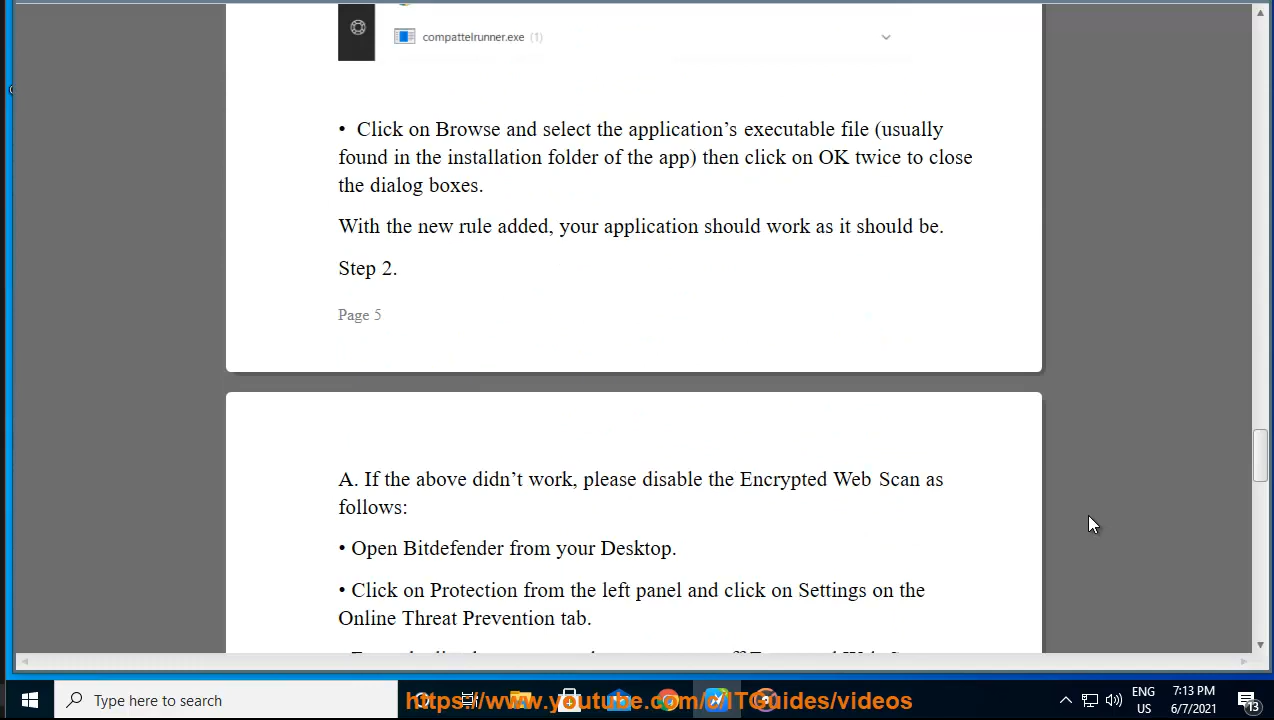 compattelrunner.exe (1)
• Click on Browse and select the application's executable file (usually
found in the installation folder of the app) then click on OK twice to close
the dialog boxes.
With the new rule added, your application should work as it should be.
Step 2.
Page 5
A. If the above didn't work, please disable the Encrypted Web Scan as
follows:
• Open Bitdefender from your Desktop.
• Click on Protection from the left panel and click on Settings on the
Online Threat Prevention tab.
Type here to search
https://www.youtube.com/c/ITGuides/videos
ENG
US
7:13 PM
6/7/2021
13